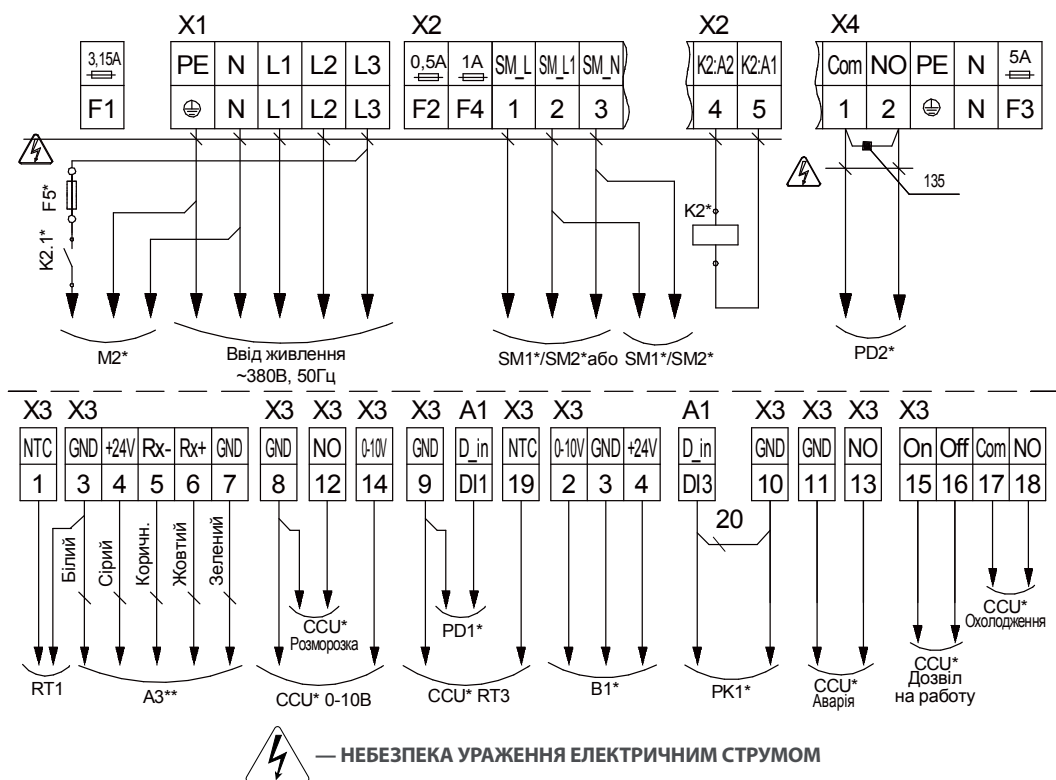 X1 X2 X2 X4
3,15A PE N L1 L2 L3 0,5A 1A SM_L SM_L1 SM_N K2:A2 K2:A1 Com NO PE N 5A
F1 N L1 L2 L3 F2 F4 1 2 3 4 5 1 2 N F3
135
F5*
K2*
K2.1*
M2*
Ввід живлення
~380В, 50Гц
SM1*/SM2*або SM1*/SM2*
PD2*
X3 X3 X3 X3 X3 X3 A1 X3 X3 A1 X3 X3 X3 X3
NTC GND +24V Rx- Rx+ GND GND NO 0-10V GND D_in NTC 0-10V GND +24V D_in GND GND NO On Off Com NO
1 3 4 5 6 7 8 12 14 9 DI1 19 2 3 4 DI3 10 11 13 15 16 17 18
20
Білий
Сірий
Коричн.
Жовтий
Зелений
CCU*
Розморозка
PD1*
CCU*
Охолодження
RT1
A3**
CCU* 0-10В
CCU* RT3
B1*
PK1*
CCU*
Аварія
CCU*
Дозвіл
на работу
— НЕБЕЗПЕКА УРАЖЕННЯ ЕЛЕКТРИЧНИМ СТРУМОМ